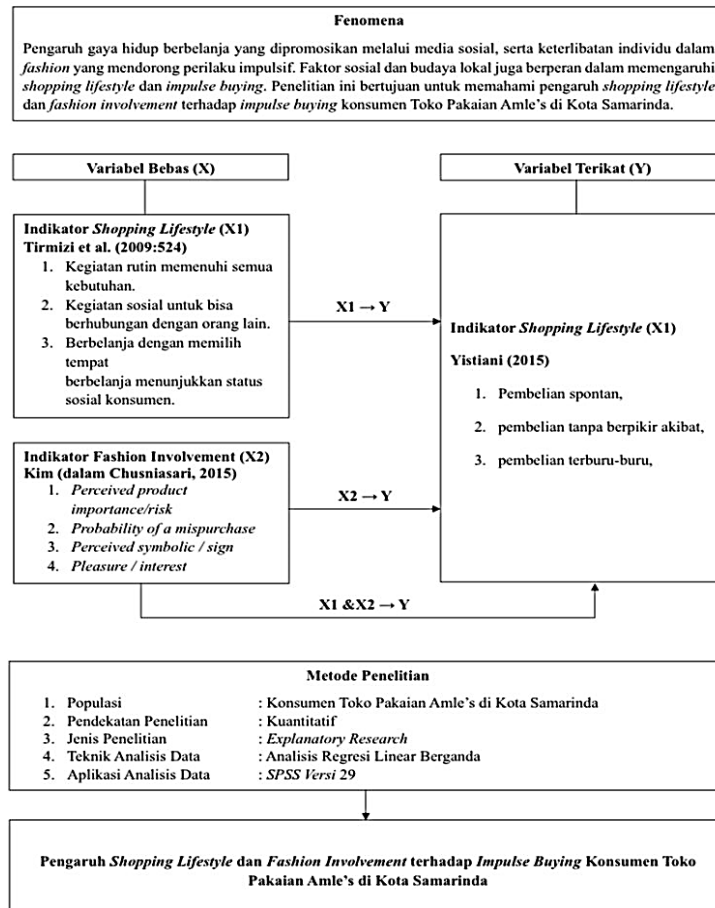 Fenomena
Pengaruh gaya hidup berbelanja yang dipromosikan melalui media sosial, serta keterlibatan individu dalam
fashion yang mendorong perilaku impulsif. Faktor sosial dan budaya lokal juga berperan dalam memengaruhi
shopping lifestyle dan impulse buying. Penelitian ini bertujuan untuk memahami pengaruh shopping lifestyle
dan fashion involvement terhadap impulse buying konsumen Toko Pakaian Amle's di Kota Samarinda.
Variabel Bebas (X)
Variabel Terikat (Y)
Indikator Shopping Lifestyle (X1)
Tirmizi et al. (2009:524)
1. Kegiatan rutin memenuhi semua
kebutuhan.
2. Kegiatan sosial untuk bisa
berhubungan dengan orang lain.
3. Berbelanja dengan memilih
tempat
berbelanja menunjukkan status
sosial konsumen.
X1 → Y
Indikator Shopping Lifestyle (X1)
Yistiani (2015)
1. Pembelian spontan,
2. pembelian tanpa berpikir akibat,
3. pembelian terburu-buru,
Indikator Fashion Involvement (X2)
Kim (dalam Chusniasari, 2015)
1. Perceived product
importance/risk
2. Probability of a mispurchase
3. Perceived symbolic / sign
4. Pleasure / interest
X2 → Y
X1 &X2 → Y
Metode Penelitian
1. Populasi : Konsumen Toko Pakaian Amle's di Kota Samarinda
2. Pendekatan Penelitian : Kuantitatif
3. Jenis Penelitian : Explanatory Research
4. Teknik Analisis Data : Analisis Regresi Linear Berganda
5. Aplikasi Analisis Data : SPSS Versi 29
Pengaruh Shopping Lifestyle dan Fashion Involvement terhadap Impulse Buying Konsumen Toko
Pakaian Amle's di Kota Samarinda